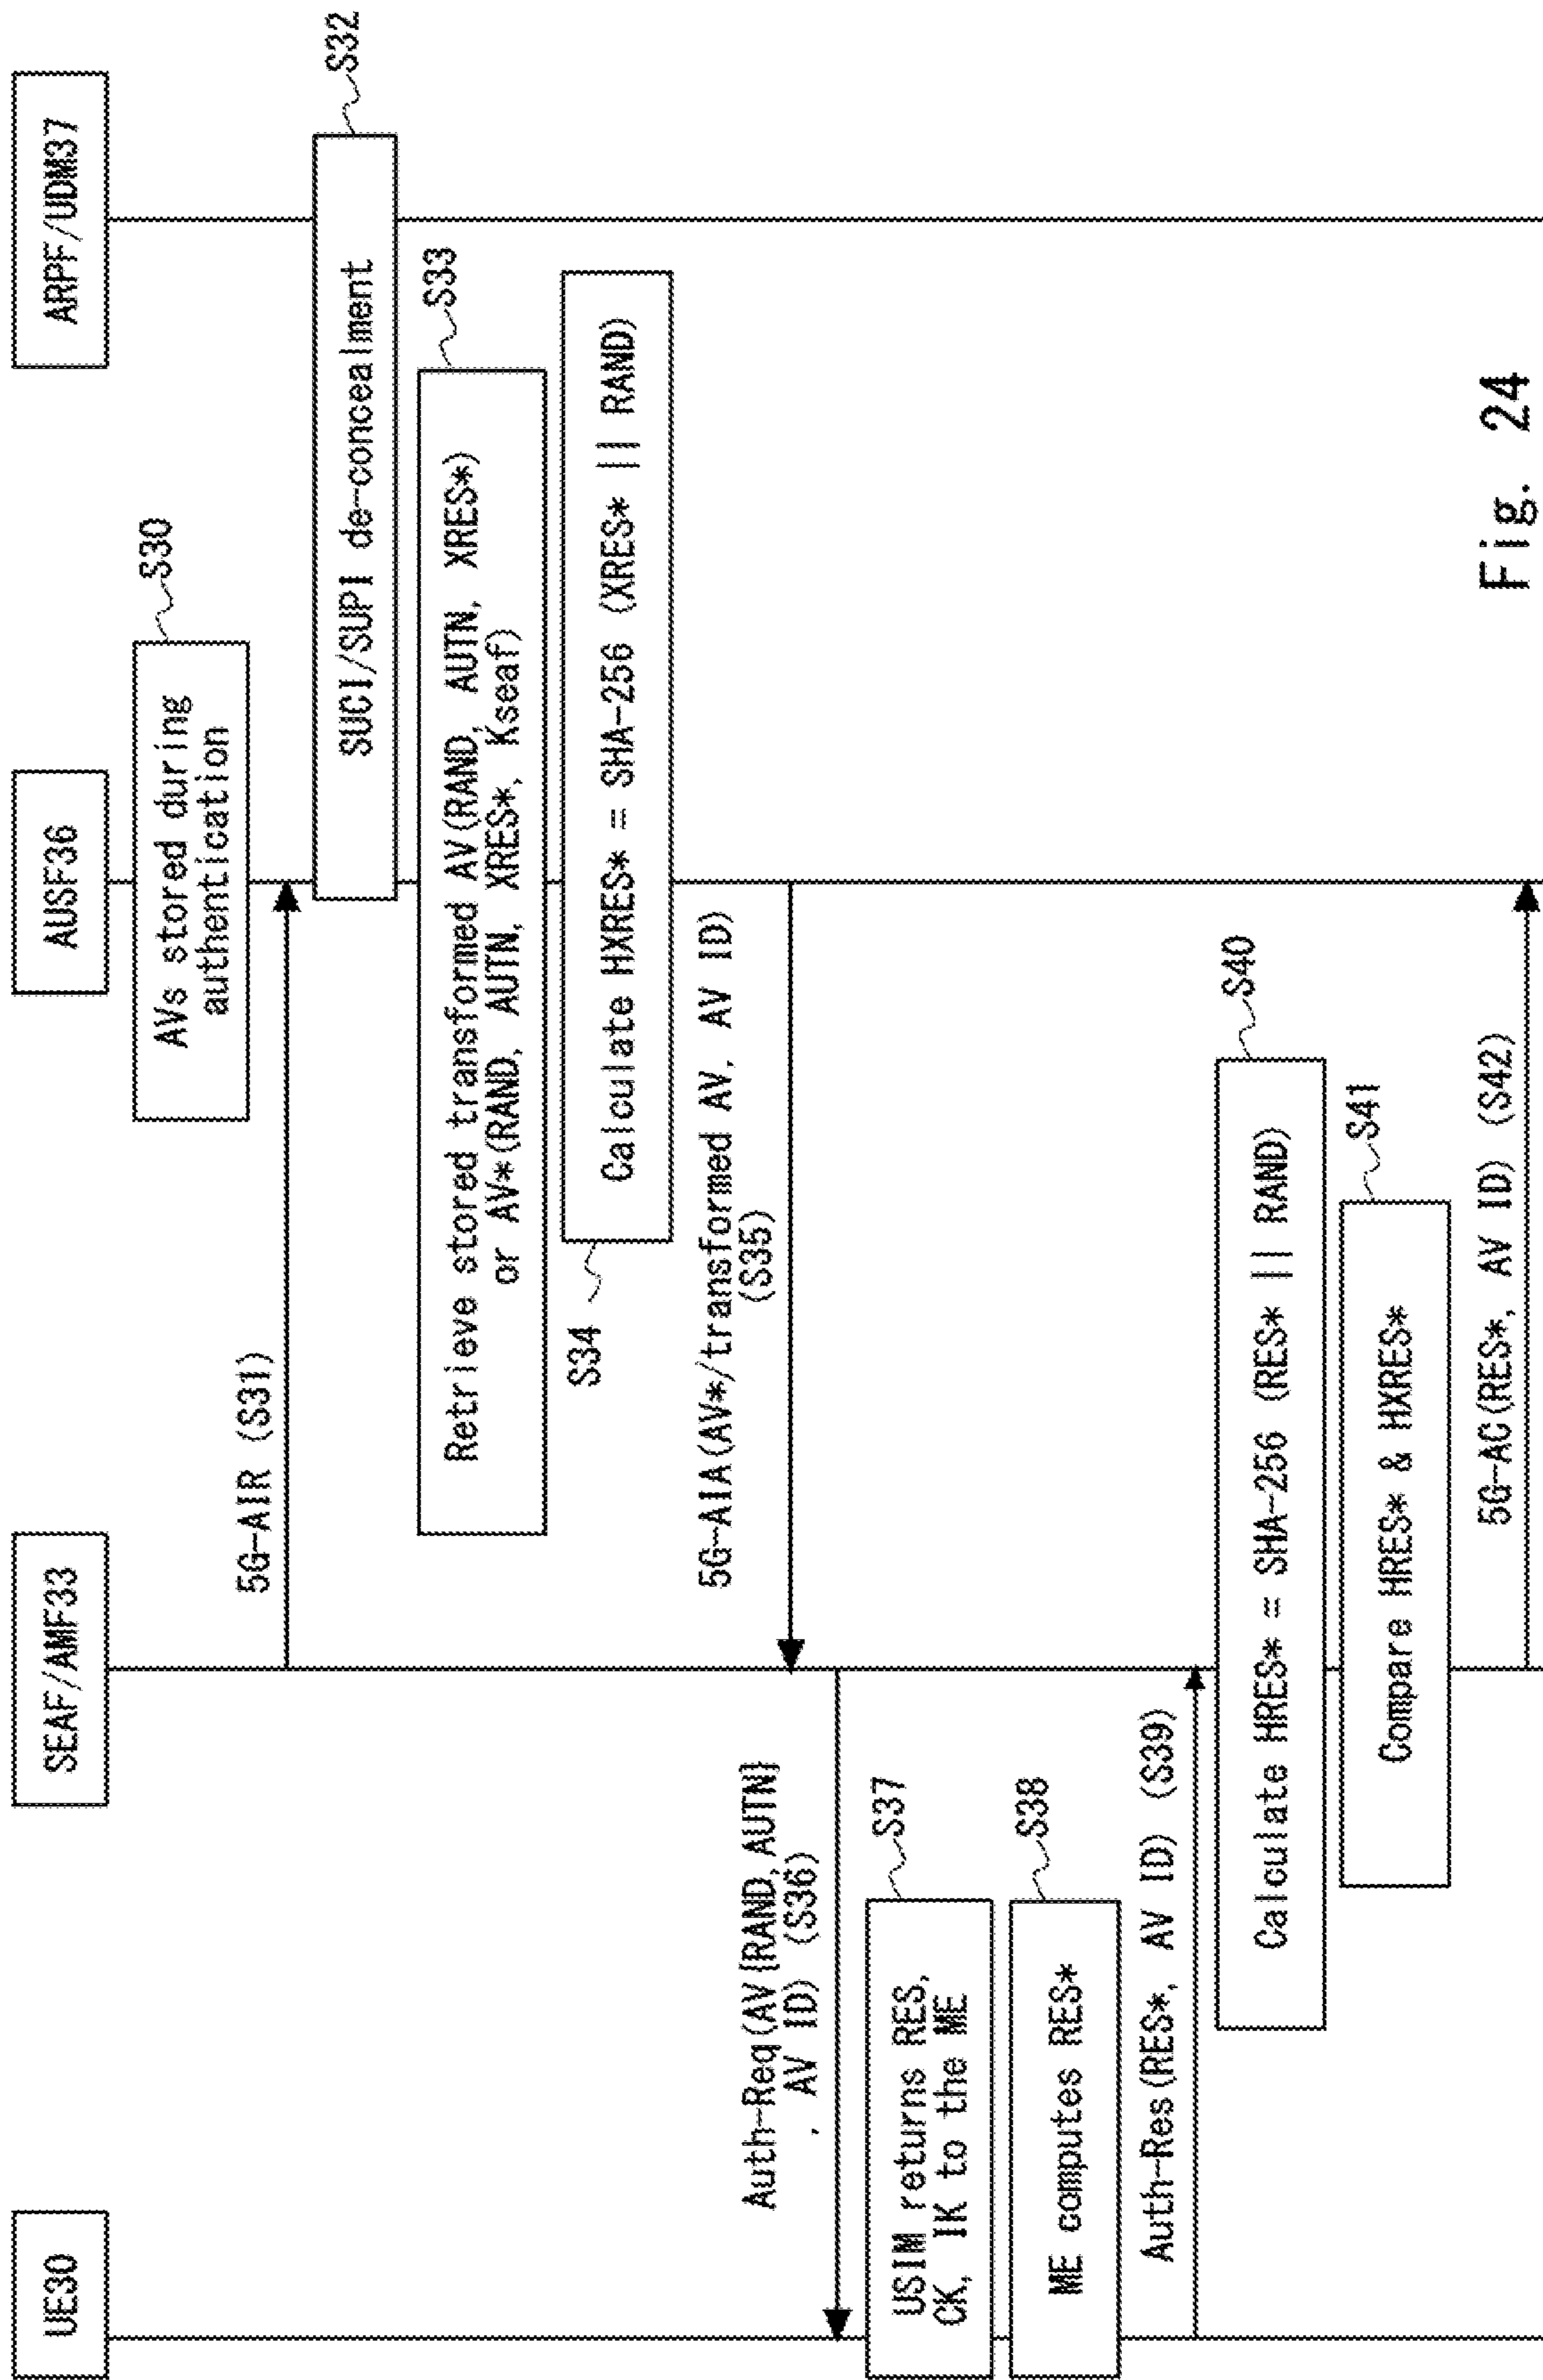 UE30
SEAF/AMF33
AUSF36
ARPF/UDM37
AVs stored during
authentication
S30
5G-AIR (S31)
SUCI/SUPI de-concealment
S32
Retrieve stored transformed AV(RAND, AUTN, XRES*)
or AV*(RAND, AUTN, XRES*, Kseaf)
S33
Calculate HXRES* = SHA-256 (XRES* || RAND)
S34
5G-AIA(AV*/transformed AV, AV ID)
(S35)
Auth-Req(AV{RAND, AUTN}
, AV ID) (S36)
USIM returns RES,
CK, IK to the ME
S37
ME computes RES*
S38
Auth-Res(RES*, AV ID) (S39)
Calculate HRES* = SHA-256 (RES* || RAND)
S40
Compare HRES* & HXRES*
S41
5G-AC(RES*, AV ID) (S42)
Fig. 24